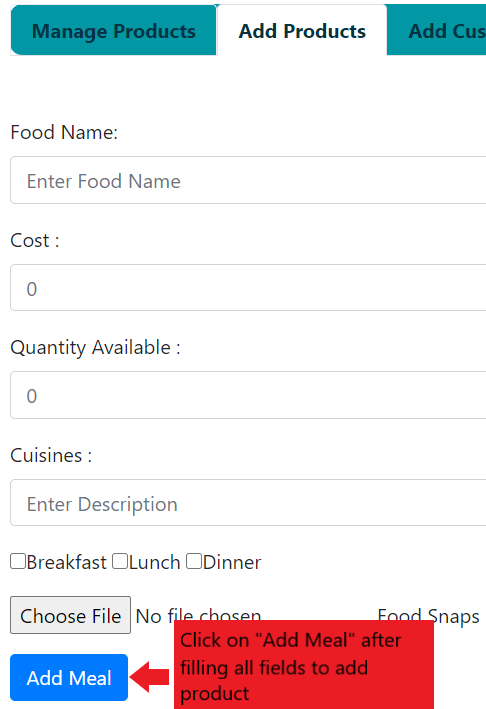 Manage Products Add Products Add Cus
Food Name:
Enter Food Name
Cost :
0
Quantity Available :
0
Cuisines :
Enter Description
Breakfast Lunch Dinner
Choose File No file chosen Food Snaps
Click on "Add Meal" after
filling all fields to add
product
Add Meal